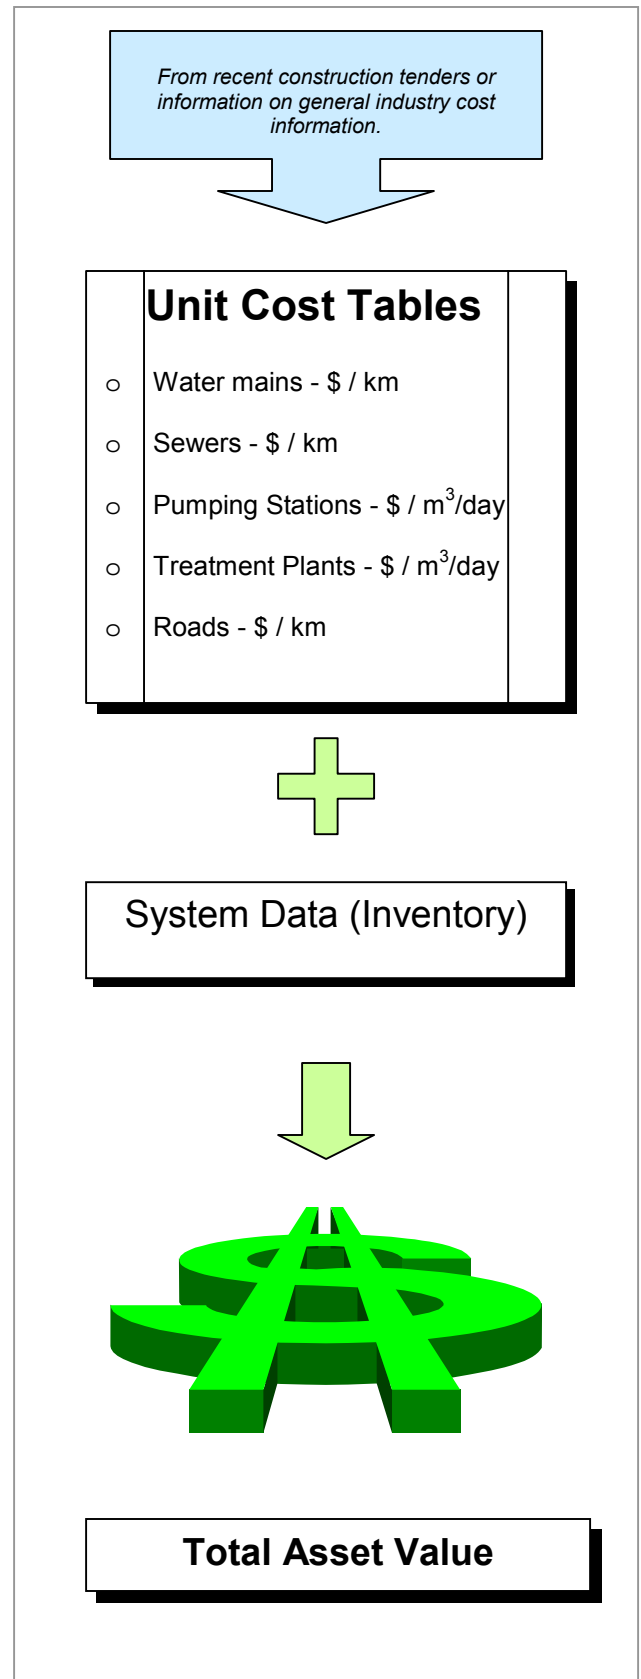 From recent construction tenders or
information on general industry cost
information.
Unit Cost Tables
o Water mains - $ / km
o Sewers - $ / km
o Pumping Stations - $ / m³/day
o Treatment Plants - $ / m³/day
o Roads - $ / km
System Data (Inventory)
$
Total Asset Value